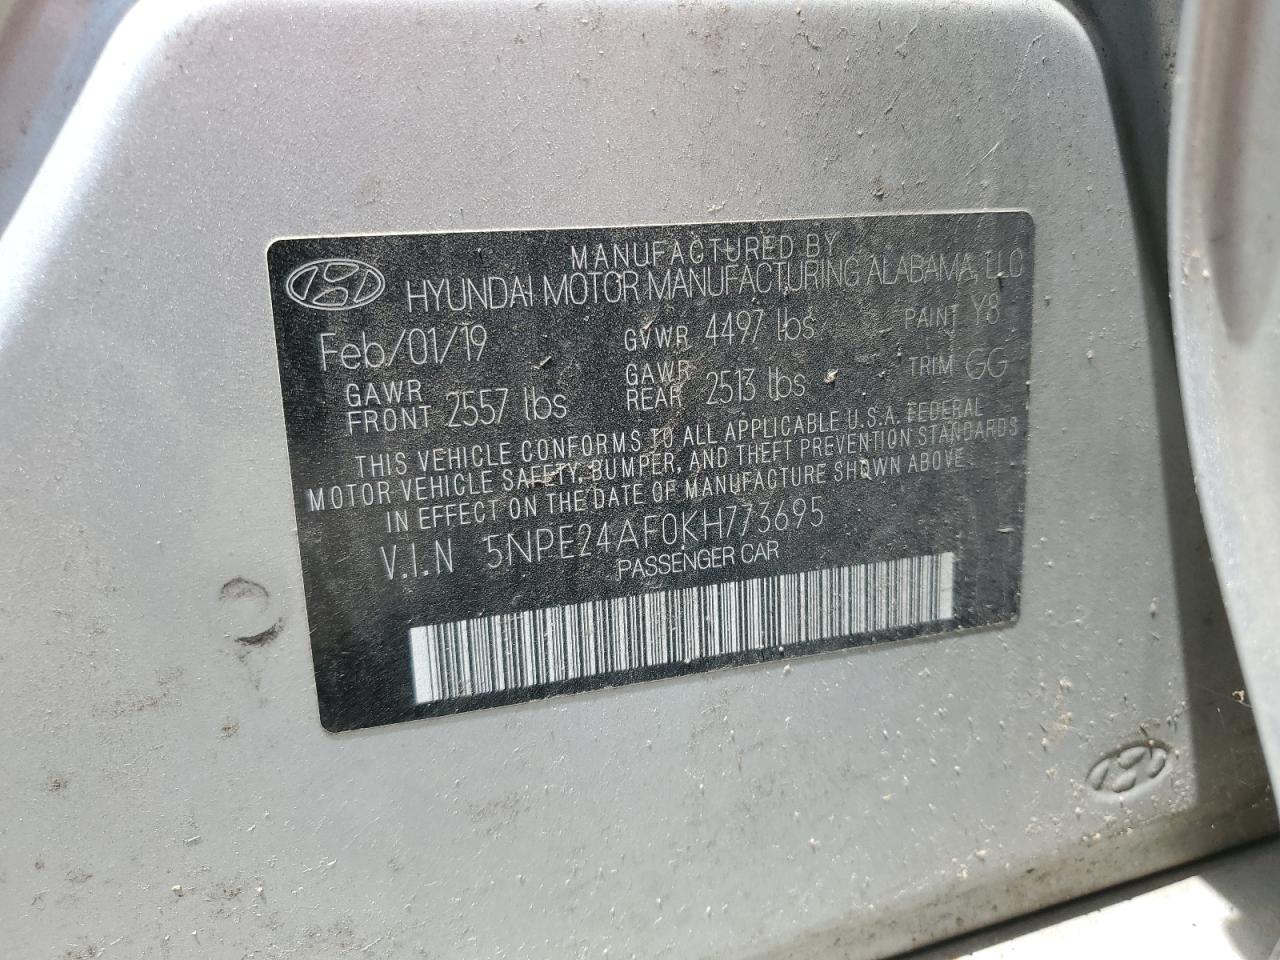 MANUFACTURED BY
HYUNDAI MOTOR MANUFACTURING ALABAMA, LLC
Feb/01/19 GVWR 4497 lbs PAINT Y8
GAWR FRONT 2557 lbs GAWR REAR 2513 lbs TRIM GG
THIS VEHICLE CONFORMS TO ALL APPLICABLE U.S.A. FEDERAL
MOTOR VEHICLE SAFETY, BUMPER, AND THEFT PREVENTION STANDARDS
IN EFFECT ON THE DATE OF MANUFACTURE SHOWN ABOVE.
V.I.N 5NPE24AF0KH773695
PASSENGER CAR